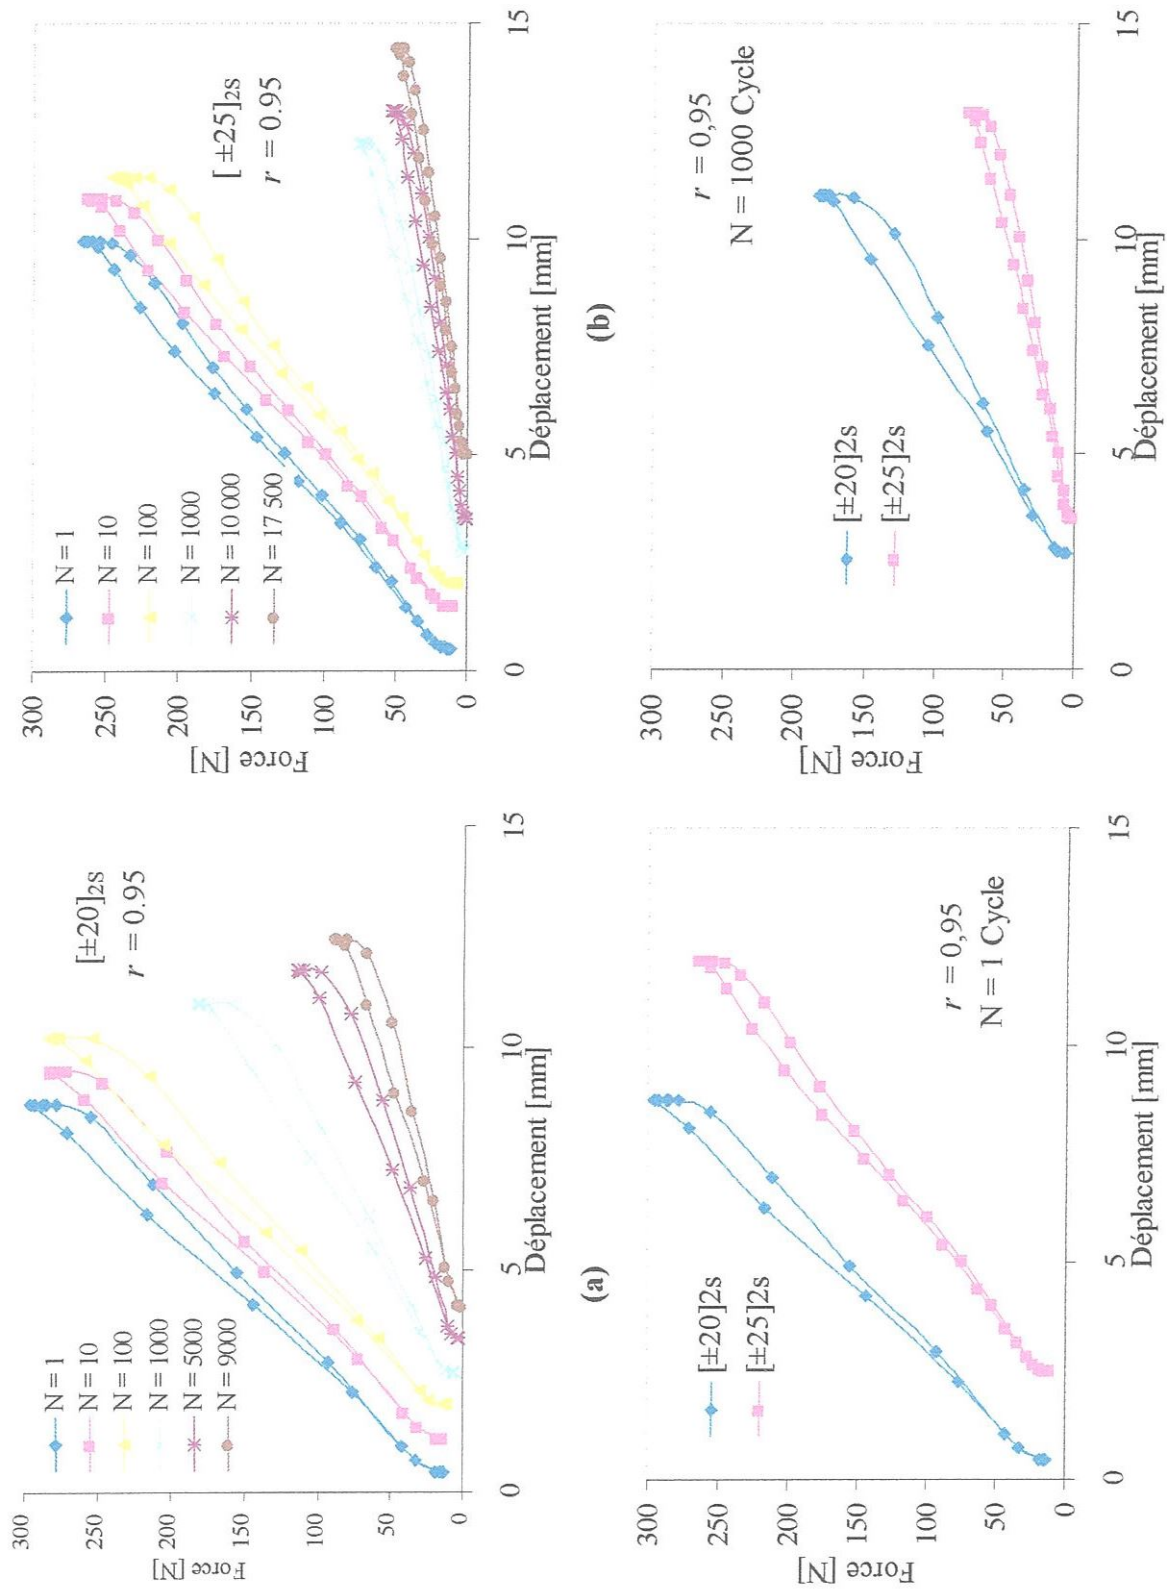 Force [N]
300
250
200
150
100
50
0
0
5
10
15
Déplacement [mm]
N = 1
N = 10
N = 100
N = 1000
N = 5000
N = 9000
[±20]2S
r = 0.95
(a)
Force [N]
300
250
200
150
100
50
0
0
5
10
15
Déplacement [mm]
N = 1
N = 10
N = 100
N = 1000
N = 10 000
N = 17 500
[ ±25]2S
r = 0.95
(b)
Force [N]
300
250
200
150
100
50
0
0
5
10
15
Déplacement [mm]
[±20]2s
[±25]2s
r = 0,95
N = 1 Cycle
Force [N]
300
250
200
150
100
50
0
0
5
10
15
Déplacement [mm]
[±20]2s
[±25]2s
r = 0,95
N = 1000 Cycle